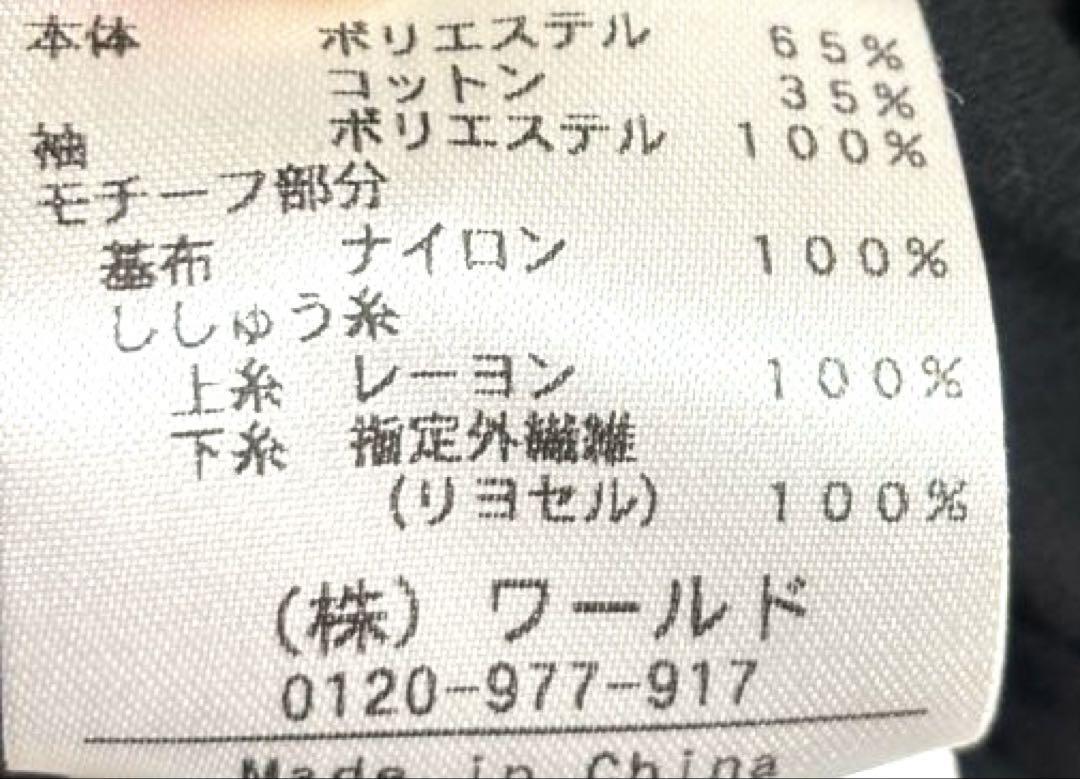 本体 ポリエステル 65%
コットン 35%
袖 ポリエステル 100%
モチーフ部分
基布 ナイロン 100%
ししゅう糸
上糸 レーヨン 100%
下糸 指定外繊維
(リヨセル) 100%
(株) ワールド
0120-977-917
Made in China